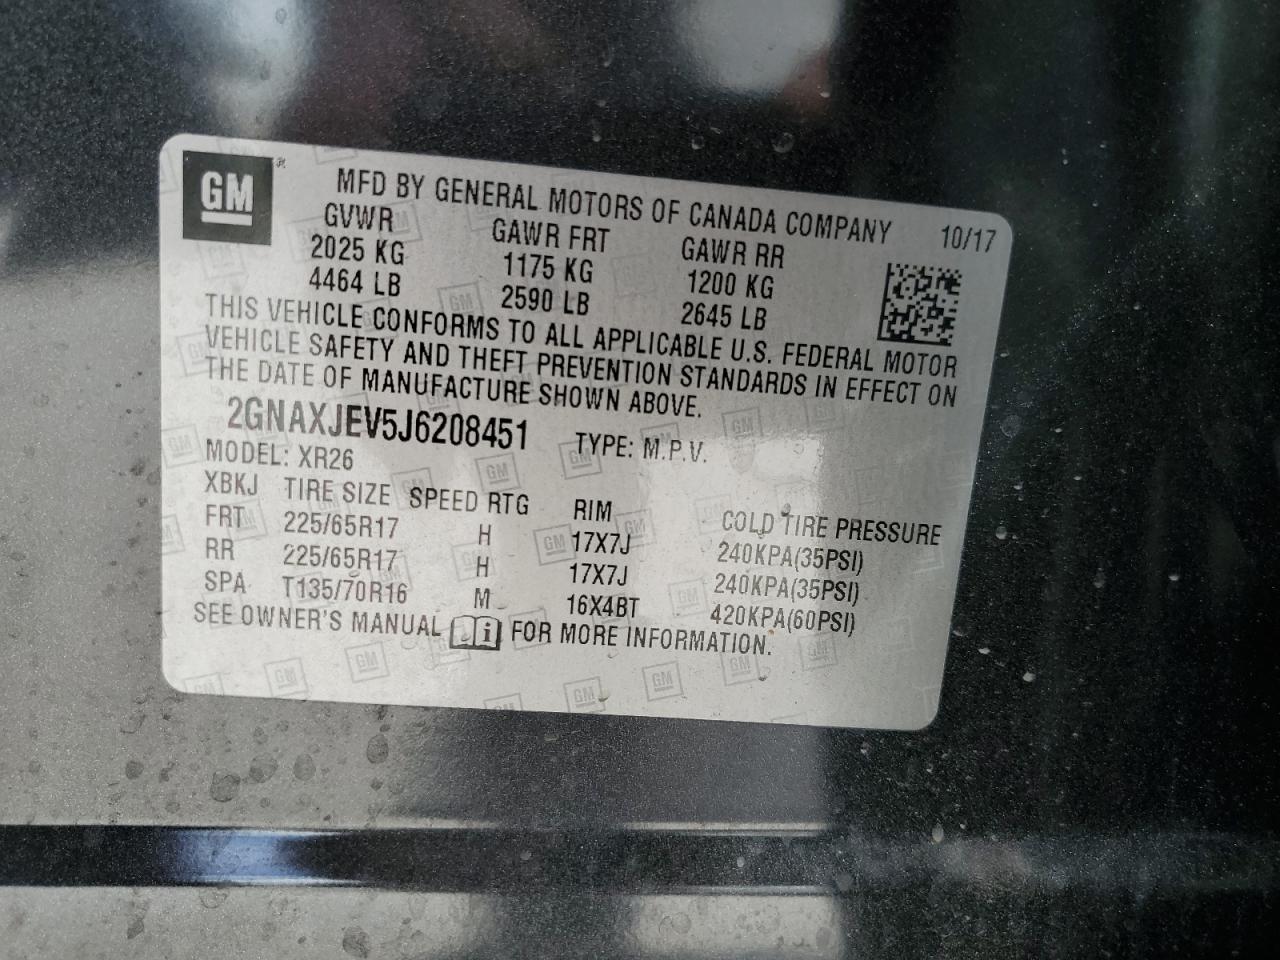 GM ®
MFD BY GENERAL MOTORS OF CANADA COMPANY 10/17
GVWR GAWR FRT GAWR RR
2025 KG 1175 KG 1200 KG
4464 LB 2590 LB 2645 LB
THIS VEHICLE CONFORMS TO ALL APPLICABLE U.S. FEDERAL MOTOR
VEHICLE SAFETY AND THEFT PREVENTION STANDARDS IN EFFECT ON
THE DATE OF MANUFACTURE SHOWN ABOVE.
2GNAXJEV5J6208451 TYPE: M.P.V.
MODEL: XR26
XBKJ TIRE SIZE SPEED RTG RIM COLD TIRE PRESSURE
FRT 225/65R17 H 17X7J 240KPA(35PSI)
RR 225/65R17 H 17X7J 240KPA(35PSI)
SPA T135/70R16 M 16X4BT 420KPA(60PSI)
SEE OWNER'S MANUAL i FOR MORE INFORMATION.